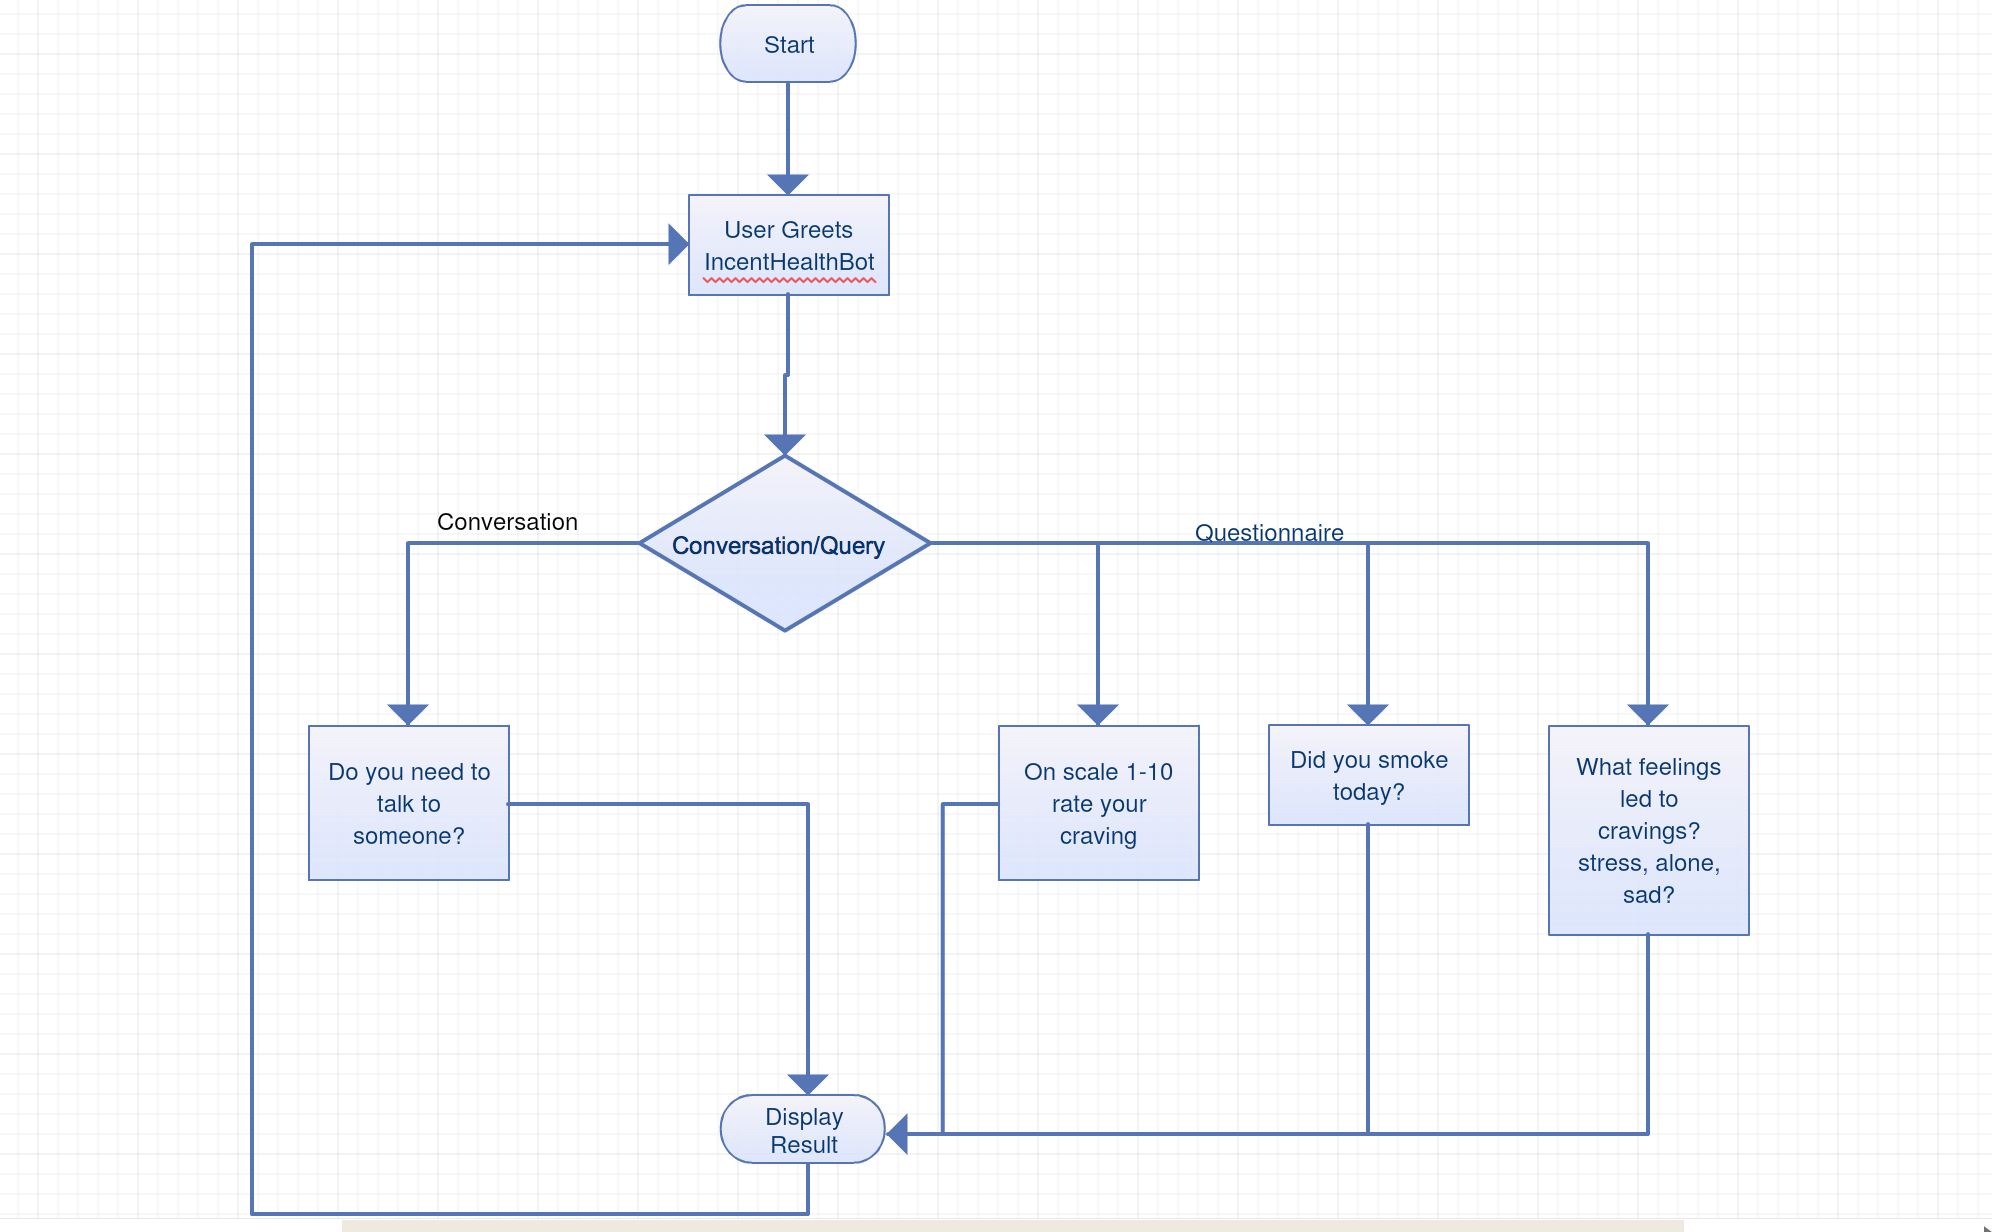 Start
User Greets
IncentHealthBot
Conversation
Conversation/Query
Questionnaire
Do you need to
talk to
someone?
On scale 1-10
rate your
craving
Did you smoke
today?
What feelings
led to
cravings?
stress, alone,
sad?
Display
Result